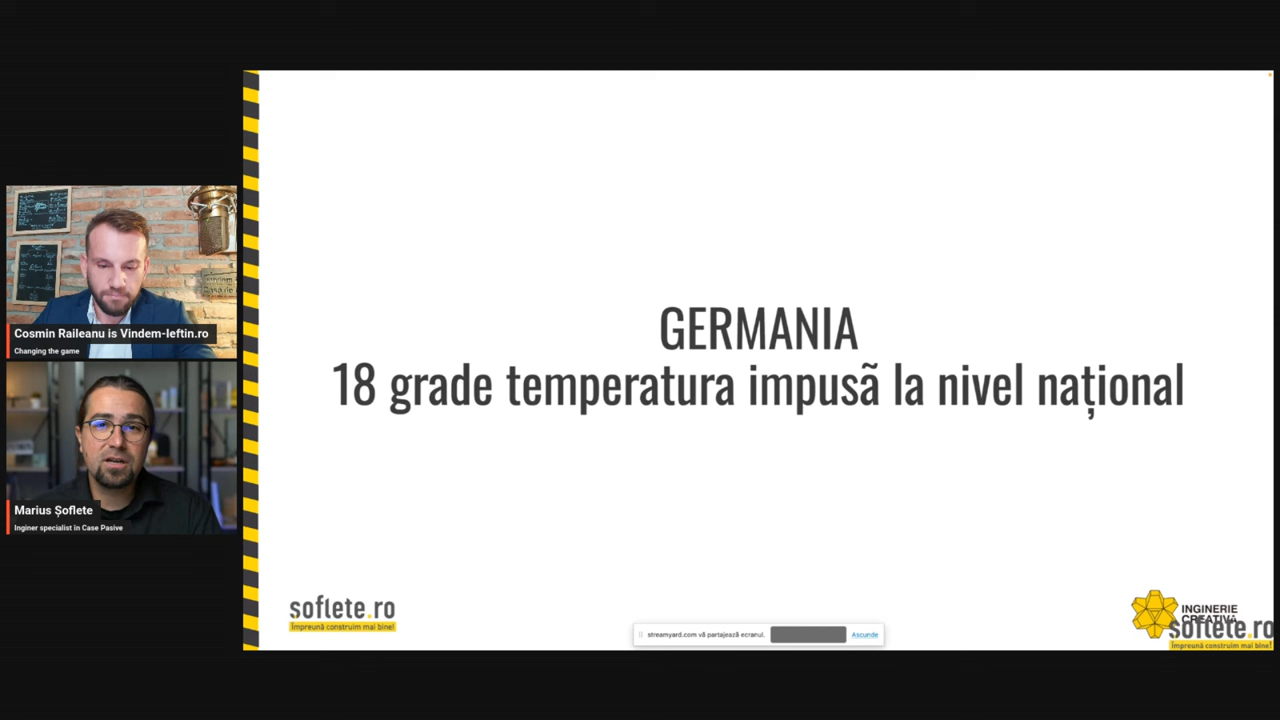 Cosmin Raileanu is Vindem-Ieftin.ro
Changing the game
Marius Șoflete
Inginer specialist in Case Pasive
GERMANIA
18 grade temperatura impusã la nivel național
soflete.ro
Împreună construim mai bine!
streamyard.com vă partajează ecranul.
Ascunde
INGINERIE
CREATIVĂ
soflete.ro
Împreună construim mai bine!